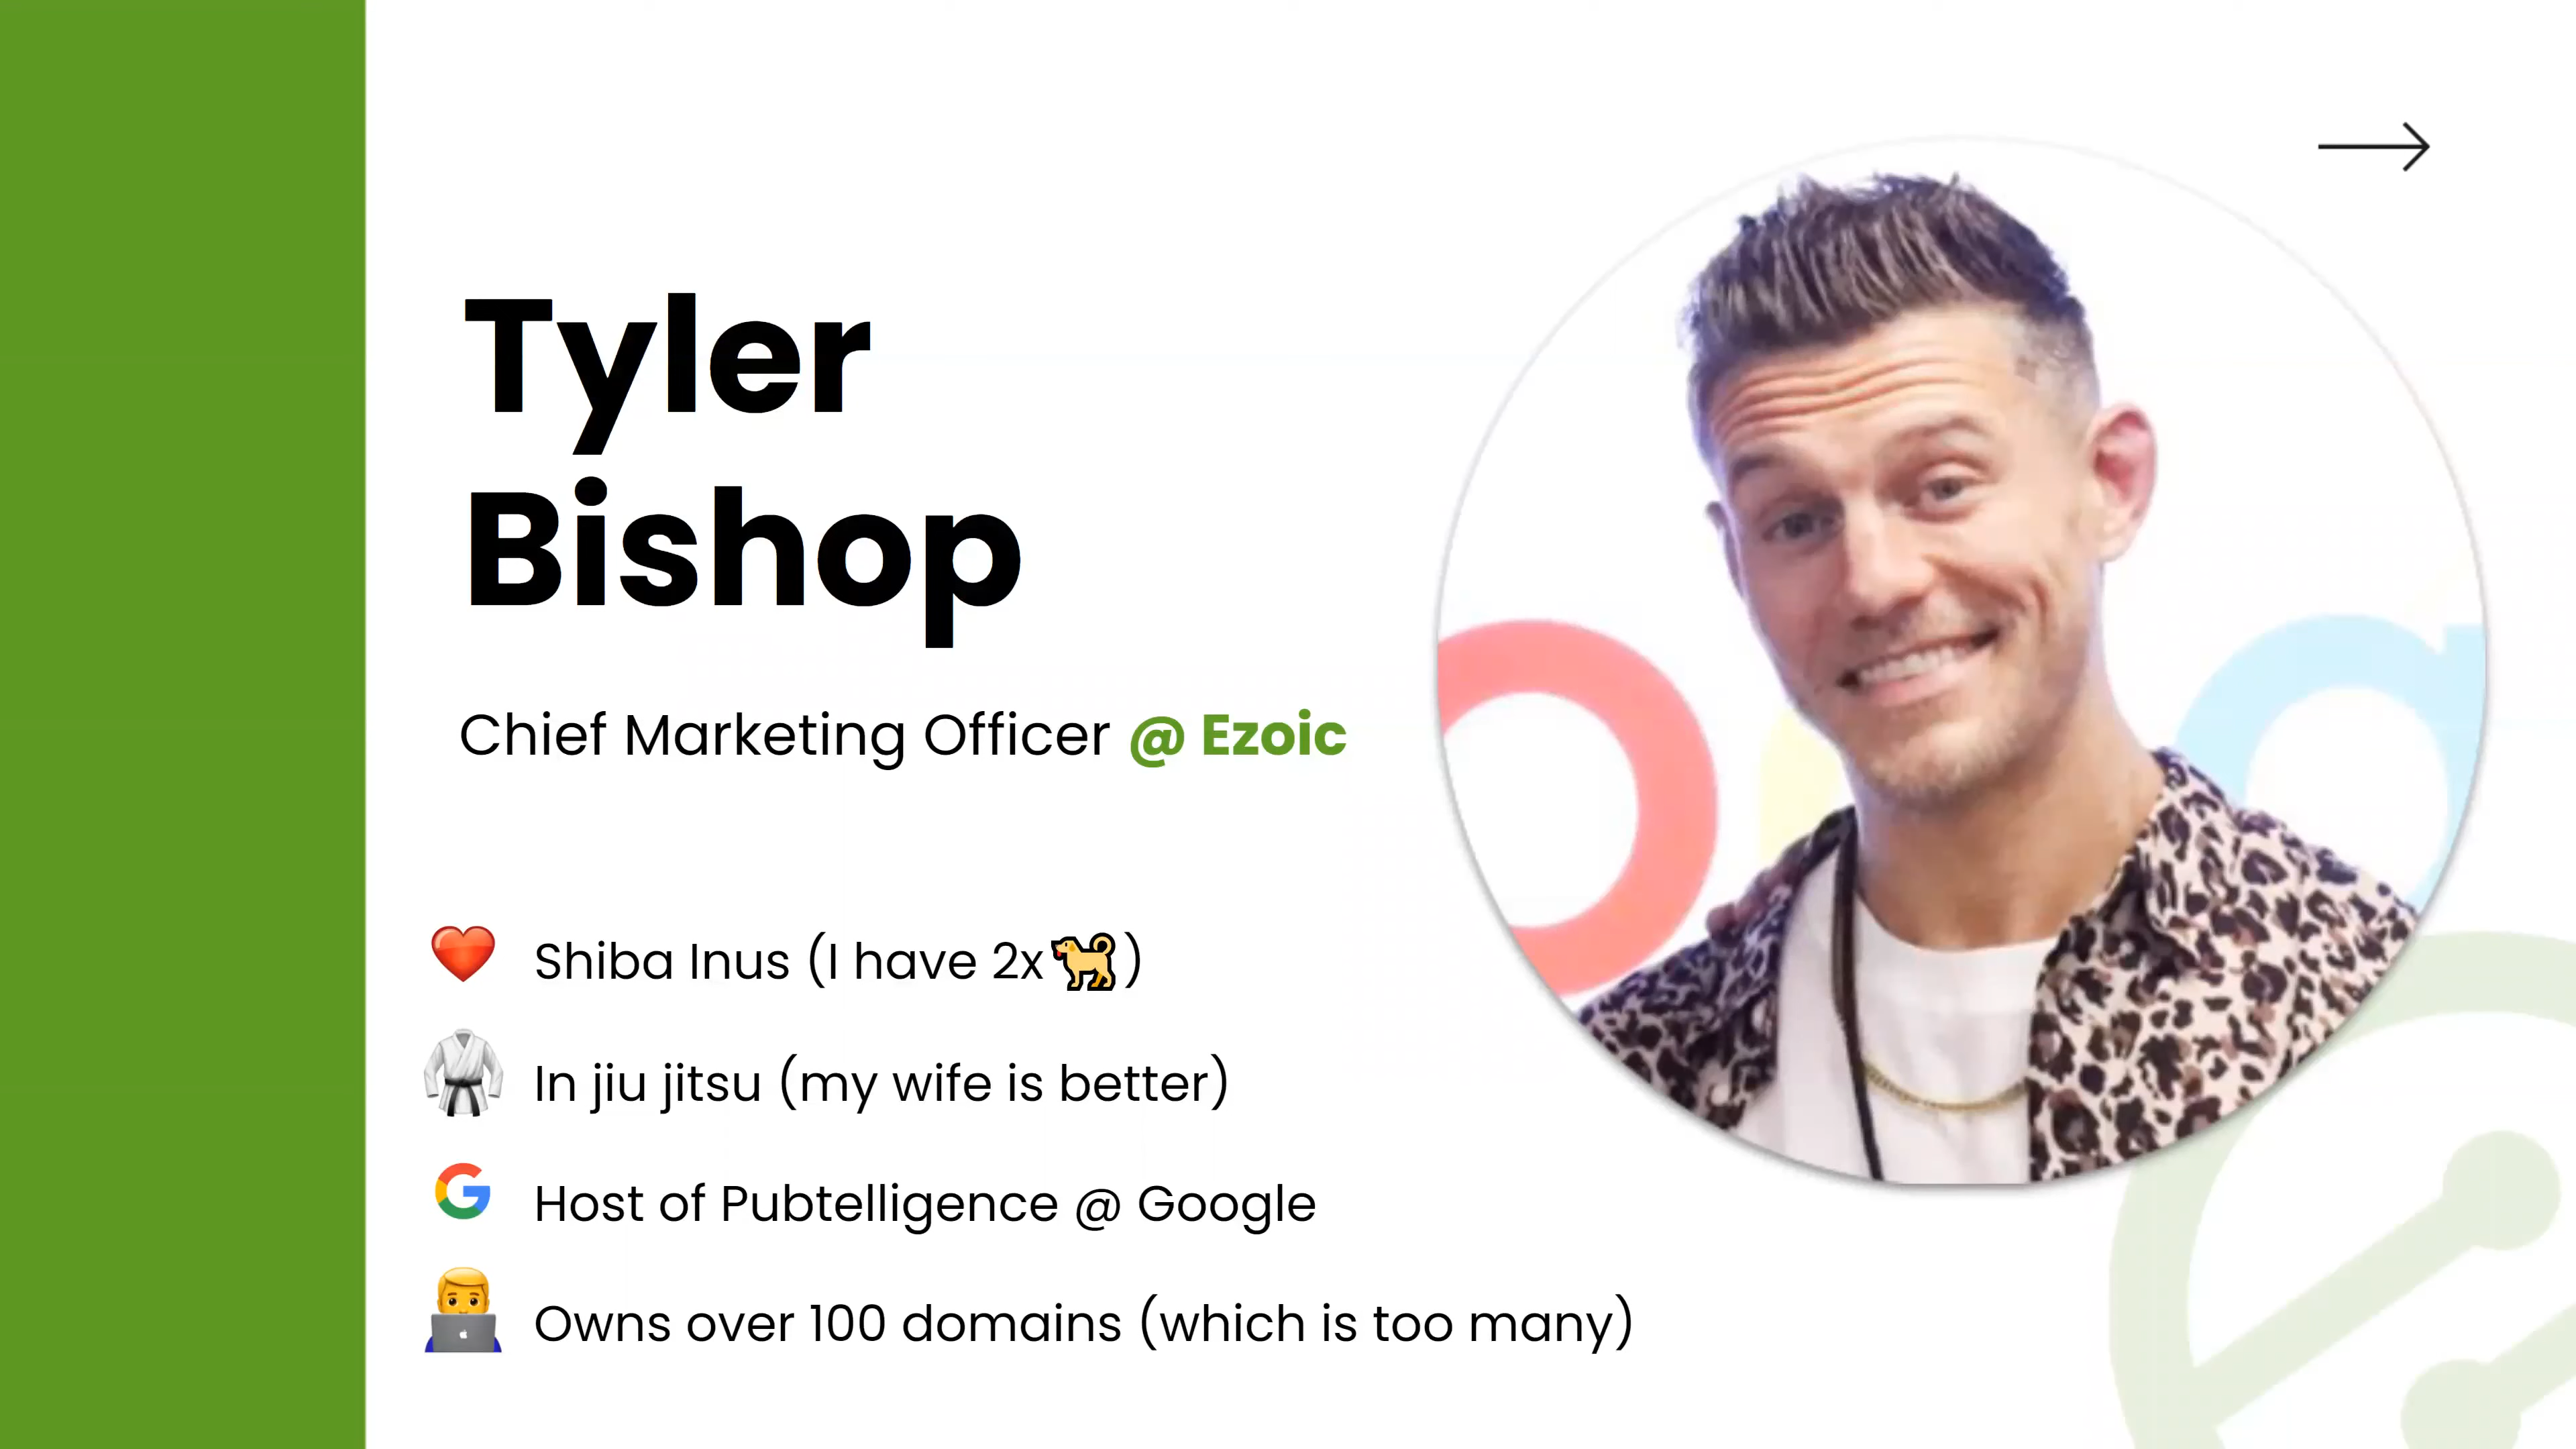 Tyler
Bishop
Chief Marketing Officer @ Ezoic
Shiba Inus (I have 2x🐕)
In jiu jitsu (my wife is better)
Host of Pubtelligence @ Google
Owns over 100 domains (which is too many)